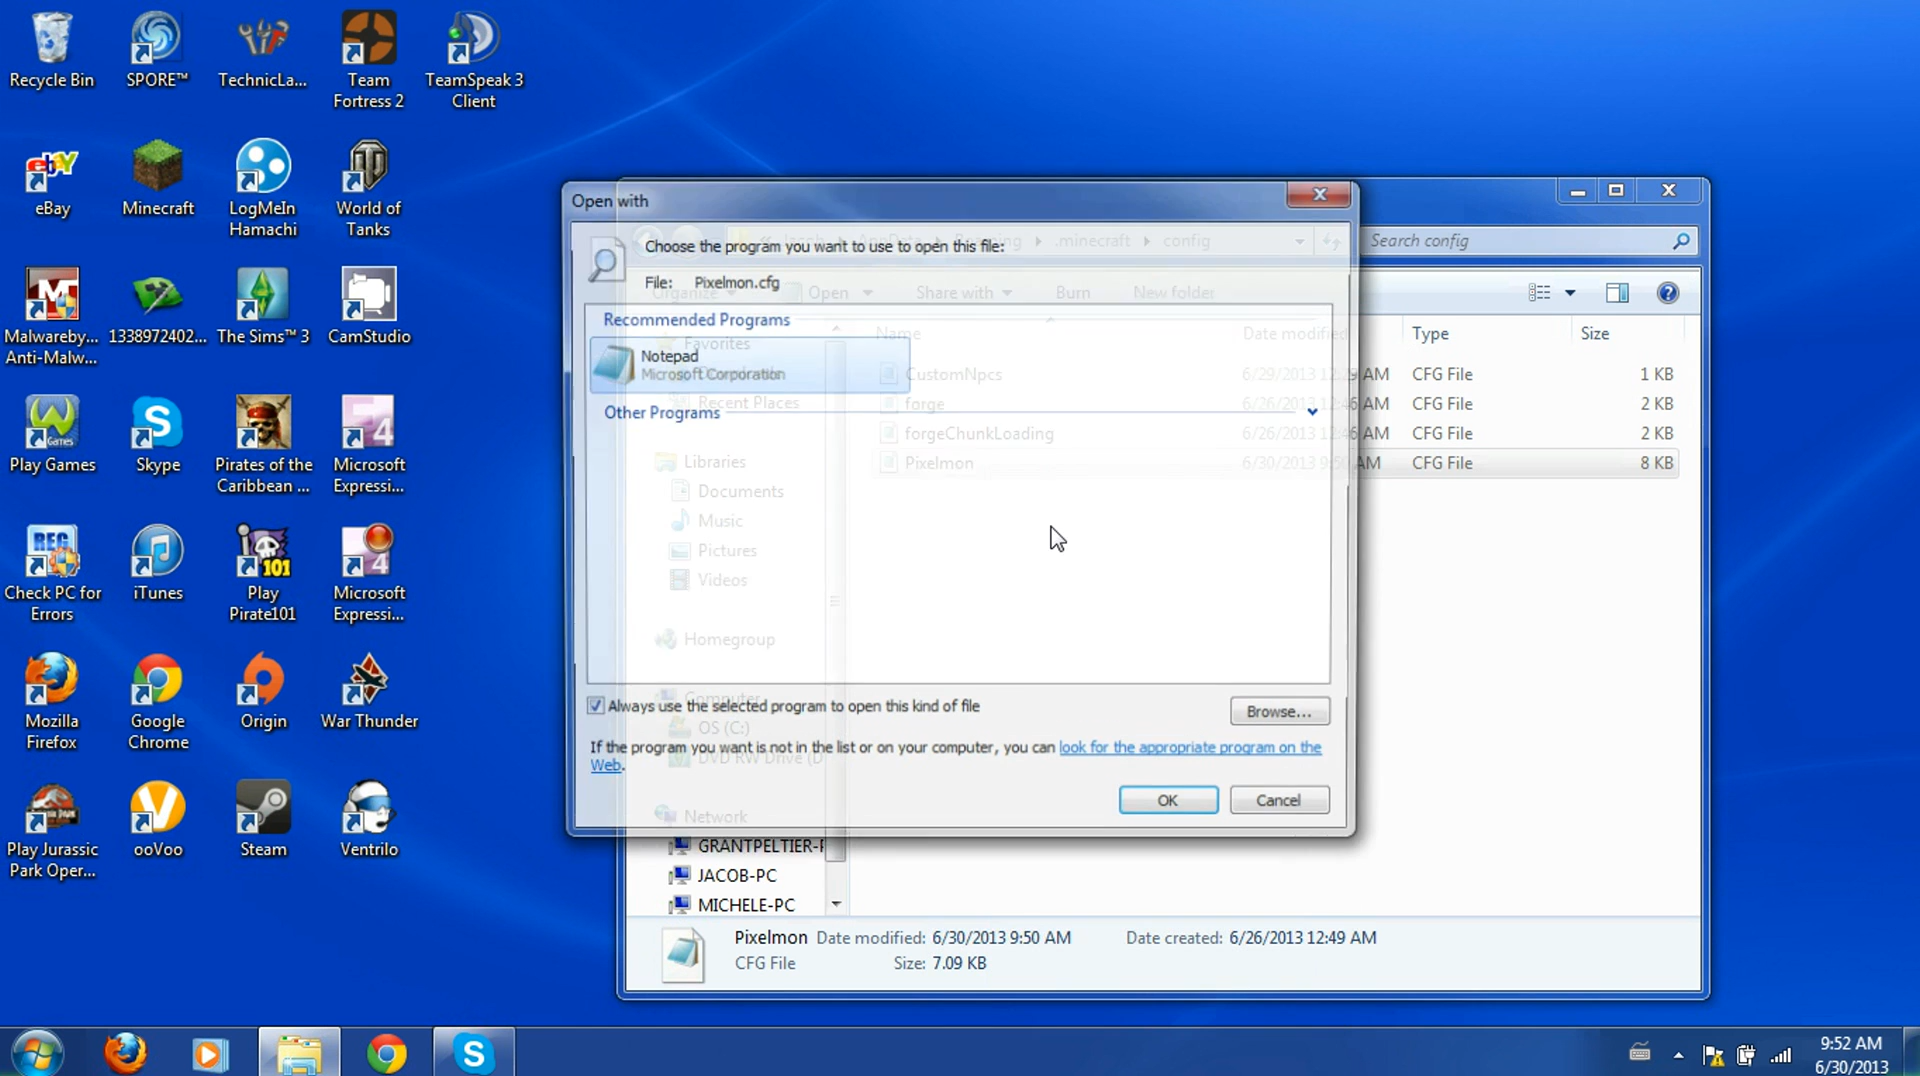 Recycle Bin
SPORE™
TechnicLa...
Team
Fortress 2
TeamSpeak 3
Client
eBay
Minecraft
LogMeIn
Hamachi
World of
Tanks
Malwareby...
Anti-Malw...
1338972402...
The Sims™ 3
CamStudio
Play Games
Skype
Pirates of the
Caribbean ...
Microsoft
Expressi...
Check PC for
Errors
iTunes
Play
Pirate101
Microsoft
Expressi...
Mozilla
Firefox
Google
Chrome
Origin
War Thunder
Play Jurassic
Park Oper...
ooVoo
Steam
Ventrilo
Open with
Choose the program you want to use to open this file:
File: Pixelmon.cfg
Recommended Programs
Notepad
Microsoft Corporation
Other Programs
Always use the selected program to open this kind of file
Browse...
If the program you want is not in the list or on your computer, you can look for the appropriate program on the
Web.
OK
Cancel
AppData Roaming .minecraft config
Search config
Organize Open Share with Burn New folder
Name Date modified Type Size
CustomNpcs 6/29/2013 12:29 AM CFG File 1 KB
forge 6/26/2013 12:46 AM CFG File 2 KB
forgeChunkLoading 6/26/2013 12:46 AM CFG File 2 KB
Pixelmon 6/30/2013 9:50 AM CFG File 8 KB
Favorites
Recent Places
Libraries
Documents
Music
Pictures
Videos
Homegroup
Computer
OS (C:)
DVD RW Drive (D
Network
GRANTPELTIER-
JACOB-PC
MICHELE-PC
Pixelmon Date modified: 6/30/2013 9:50 AM Date created: 6/26/2013 12:49 AM
CFG File Size: 7.09 KB
9:52 AM
6/30/2013